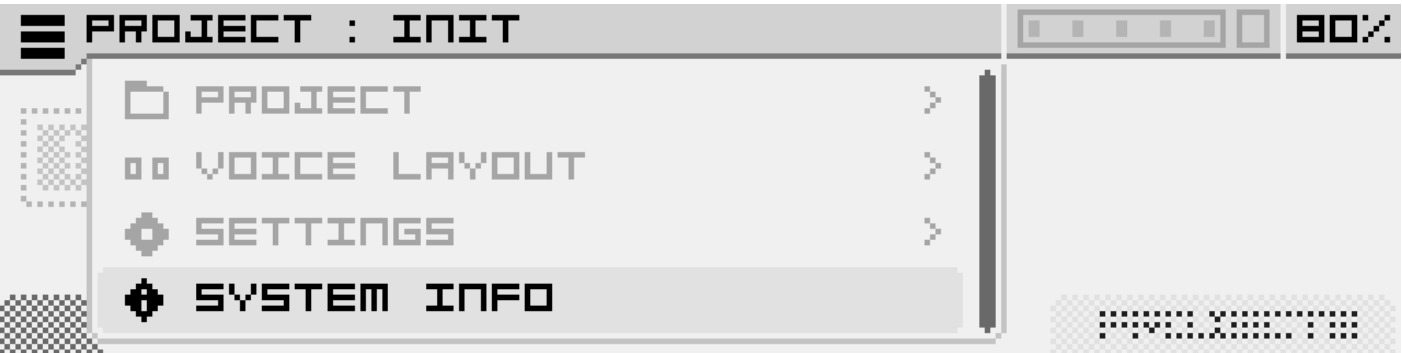 PROJECT : INIT
80%
PROJECT >
VOICE LAYOUT >
SETTINGS >
SYSTEM INFO